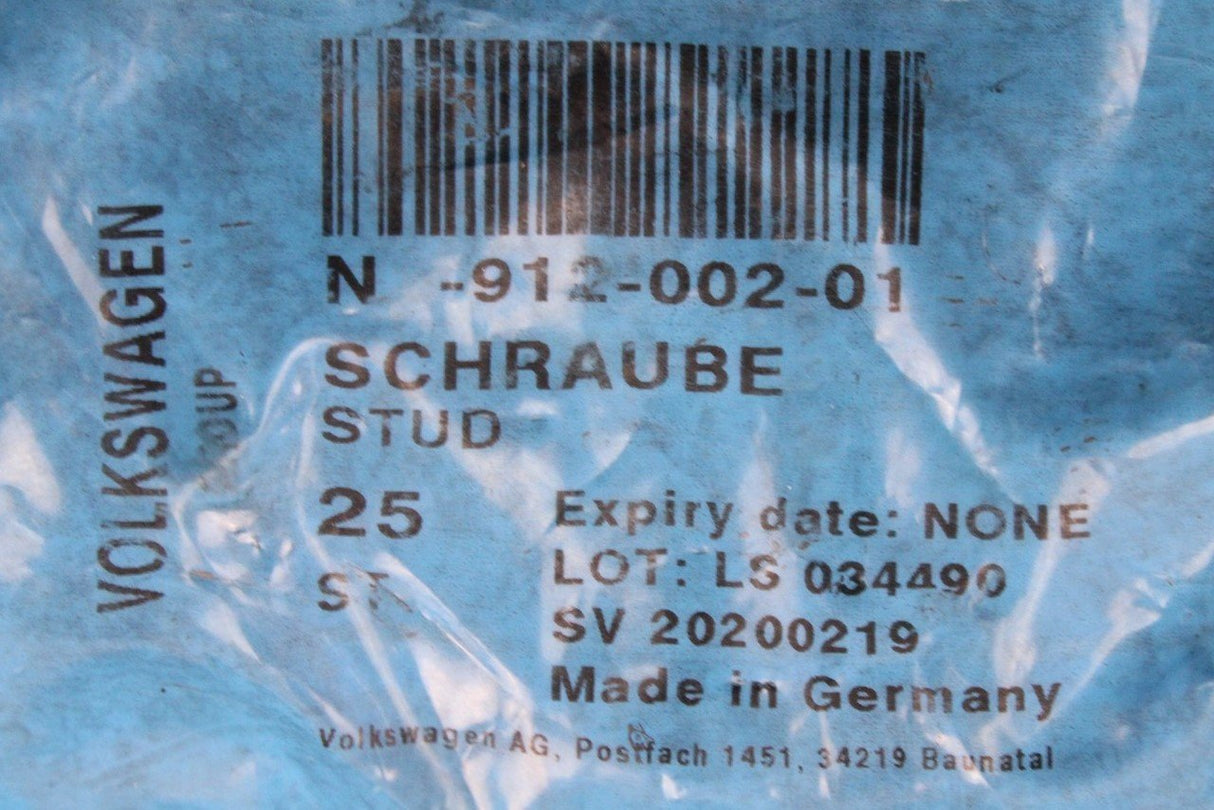 VOLKSWAGEN
N -912-002-01
SCHRAUBE
STUD
25
Expiry date: NONE
LOT: LS 034490
ST
SV 20200219
Made in Germany
Volkswagen AG, Postfach 1451, 34219 Baunatal